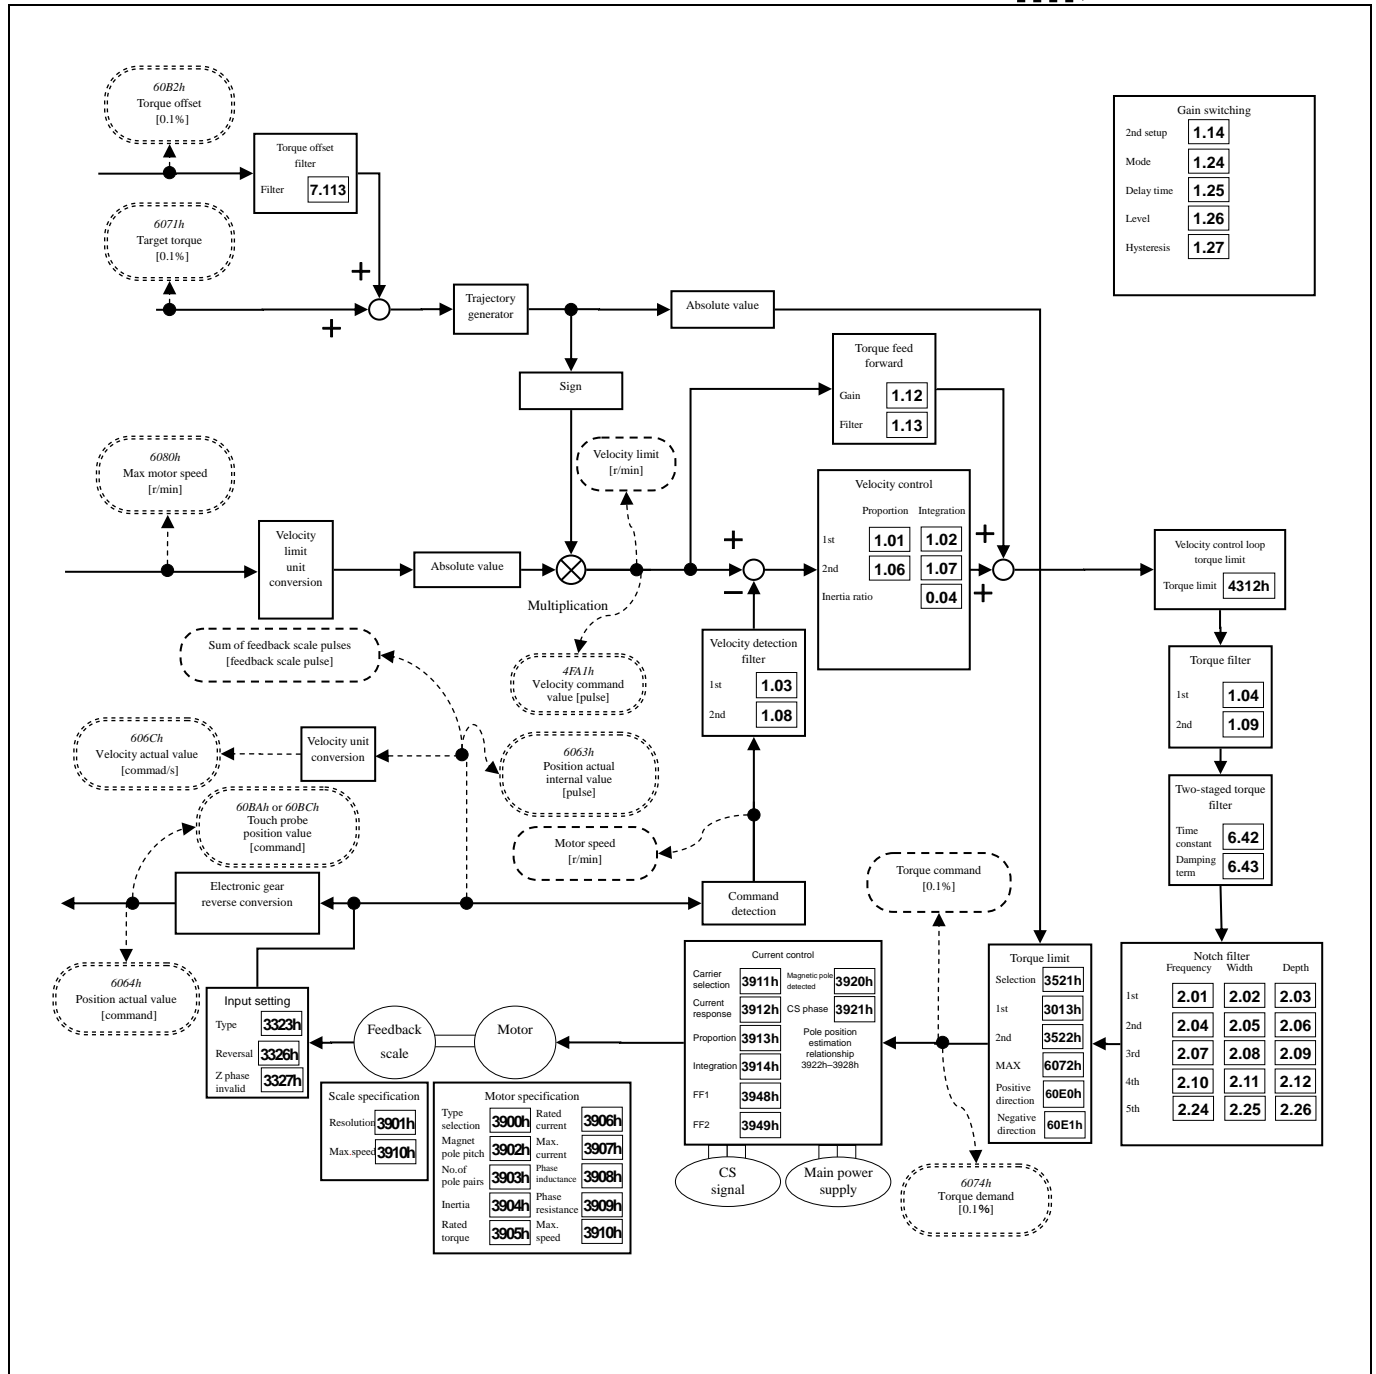 60B2h
Torque offset
[0.1%]
Torque offset
filter
Filter 7.113
6071h
Target torque
[0.1%]
+
+
Trajectory
generator
Absolute value
Sign
Gain switching
2nd setup 1.14
Mode 1.24
Delay time 1.25
Level 1.26
Hysteresis 1.27
Torque feed
forward
Gain 1.12
Filter 1.13
6080h
Max motor speed
[r/min]
Velocity limit
[r/min]
Velocity
limit
unit
conversion
Absolute value
Multiplication
+
−
Velocity control
Proportion Integration
1st 1.01 1.02
2nd 1.06 1.07
Inertia ratio 0.04
+
+
Velocity control loop
torque limit
Torque limit 4312h
Sum of feedback scale pulses
[feedback scale pulse]
4FA1h
Velocity command
value [pulse]
Velocity detection
filter
1st 1.03
2nd 1.08
Torque filter
1st 1.04
2nd 1.09
606Ch
Velocity actual value
[commad/s]
Velocity unit
conversion
6063h
Position actual
internal value
[pulse]
Two-staged torque
filter
Time
constant 6.42
Damping
term 6.43
60BAh or 60BCh
Touch probe
position value
[command]
Motor speed
[r/min]
Torque command
[0.1%]
Electronic gear
reverse conversion
Command
detection
6064h
Position actual value
[command]
Input setting
Type 3323h
Reversal 3326h
Z phase
invalid 3327h
Feedback
scale
Motor
Current control
Carrier
selection 3911h
Magnetic pole
detected 3920h
Current
response 3912h
CS phase 3921h
Proportion 3913h
Pole position
estimation
relationship
3922h–3928h
Integration 3914h
FF1 3948h
FF2 3949h
Torque limit
Selection 3521h
1st 3013h
2nd 3522h
MAX 6072h
Positive
direction 60E0h
Negative
direction 60E1h
Notch filter
Frequency Width Depth
1st 2.01 2.02 2.03
2nd 2.04 2.05 2.06
3rd 2.07 2.08 2.09
4th 2.10 2.11 2.12
5th 2.24 2.25 2.26
Scale specification
Resolution 3901h
Max.speed 3910h
Motor specification
Type
selection 3900h
Rated
current 3906h
Magnet
pole pitch 3902h
Max.
current 3907h
No.of
pole pairs 3903h
Phase
inductance 3908h
Inertia 3904h
Phase
resistance 3909h
Rated
torque 3905h
Max.
speed 3910h
CS
signal
Main power
supply
6074h
Torque demand
[0.1%]